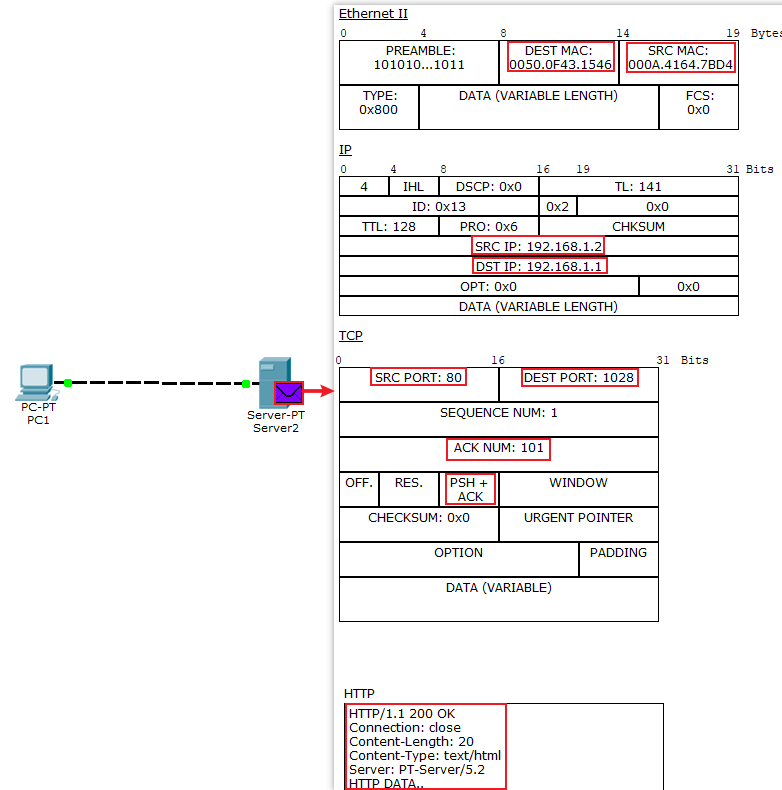 Ethernet II
0 4 8 14 19 Bytes
PREAMBLE: DEST MAC: SRC MAC:
101010...1011 0050.0F43.1546 000A.4164.7BD4
TYPE: DATA (VARIABLE LENGTH) FCS:
0x800 0x0
IP
0 4 8 16 19 31 Bits
4 IHL DSCP: 0x0 TL: 141
ID: 0x13 0x2 0x0
TTL: 128 PRO: 0x6 CHKSUM
SRC IP: 192.168.1.2
DST IP: 192.168.1.1
OPT: 0x0 0x0
DATA (VARIABLE LENGTH)
TCP
0 16 31 Bits
SRC PORT: 80 DEST PORT: 1028
SEQUENCE NUM: 1
ACK NUM: 101
OFF. RES. PSH + WINDOW
ACK
CHECKSUM: 0x0 URGENT POINTER
OPTION PADDING
DATA (VARIABLE)
PC-PT
PC1
Server-PT
Server2
HTTP
HTTP/1.1 200 OK
Connection: close
Content-Length: 20
Content-Type: text/html
Server: PT-Server/5.2
HTTP DATA..